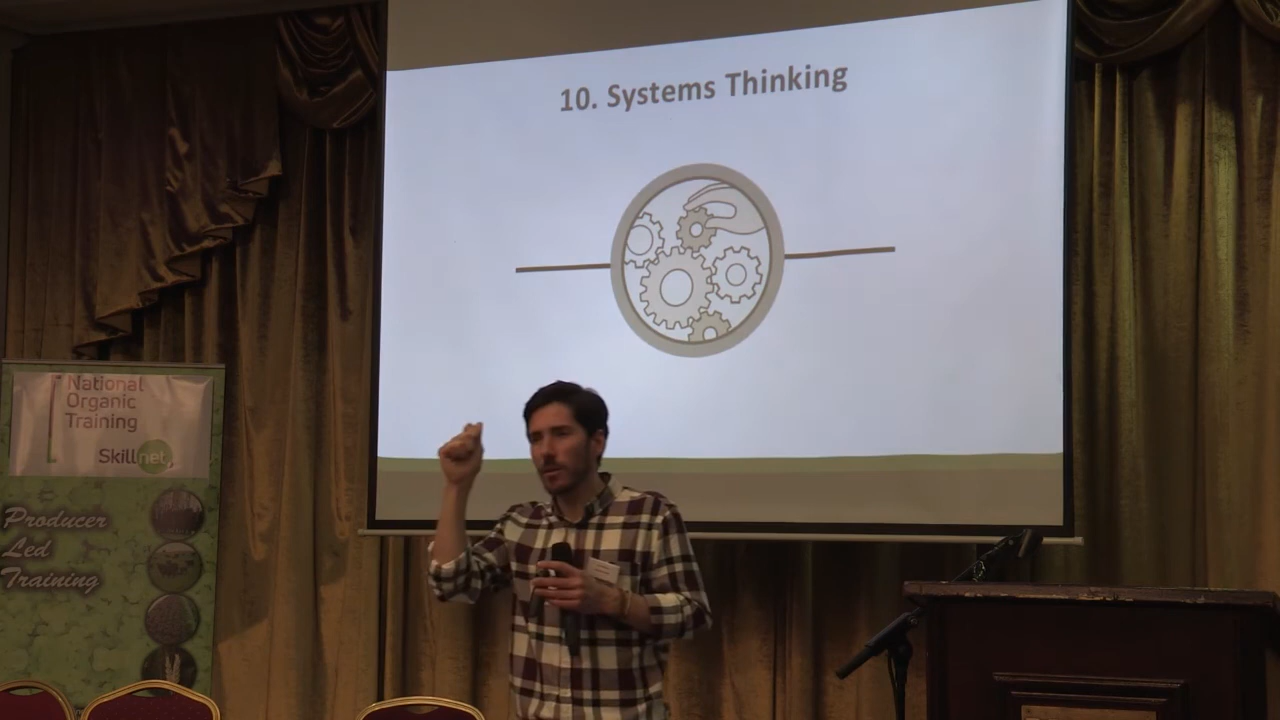 10. Systems Thinking
National
Organic
Training
Skillnet
Producer
Led
Training